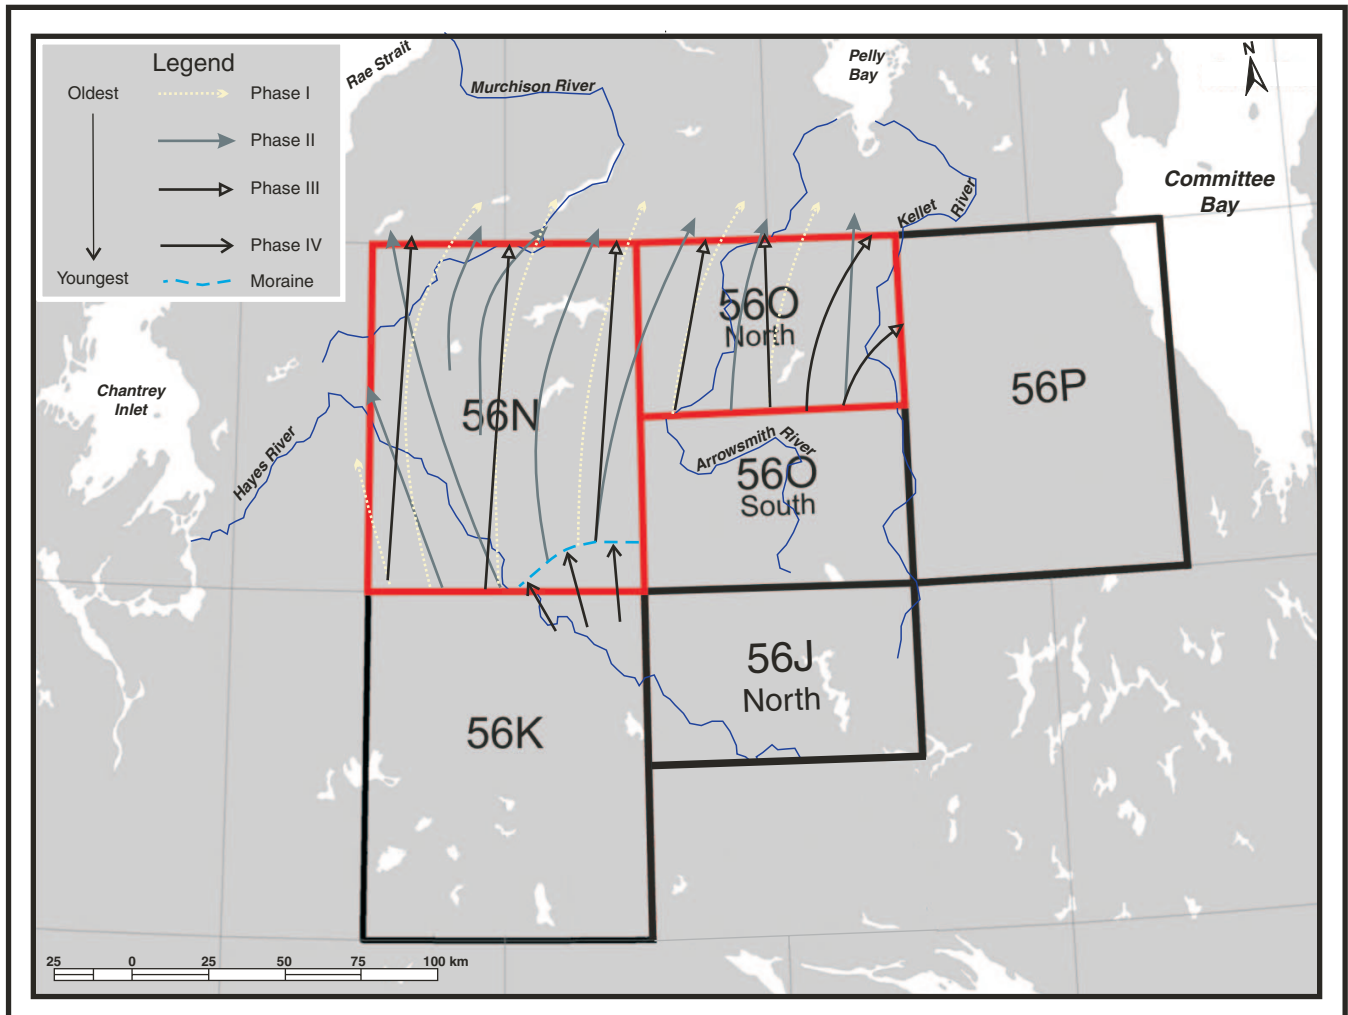 Legend
Oldest
Phase I
Phase II
Phase III
Phase IV
Youngest
Moraine
Rae Strait
Murchison River
Pelly
Bay
N
Committee
Bay
Kellet
River
Chantrey
Inlet
Hayes River
56N
56O
North
56P
Arrowsmith River
56O
South
56J
North
56K
25 0 25 50 75 100 km